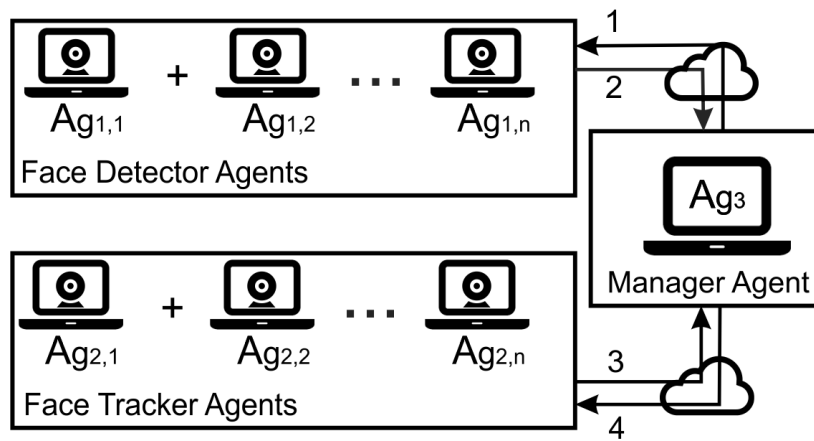 1
2
Ag1,1 + Ag1,2 ... Ag1,n
Face Detector Agents
Ag3
Manager Agent
+ ...
Ag2,1 Ag2,2 Ag2,n
3
Face Tracker Agents
4